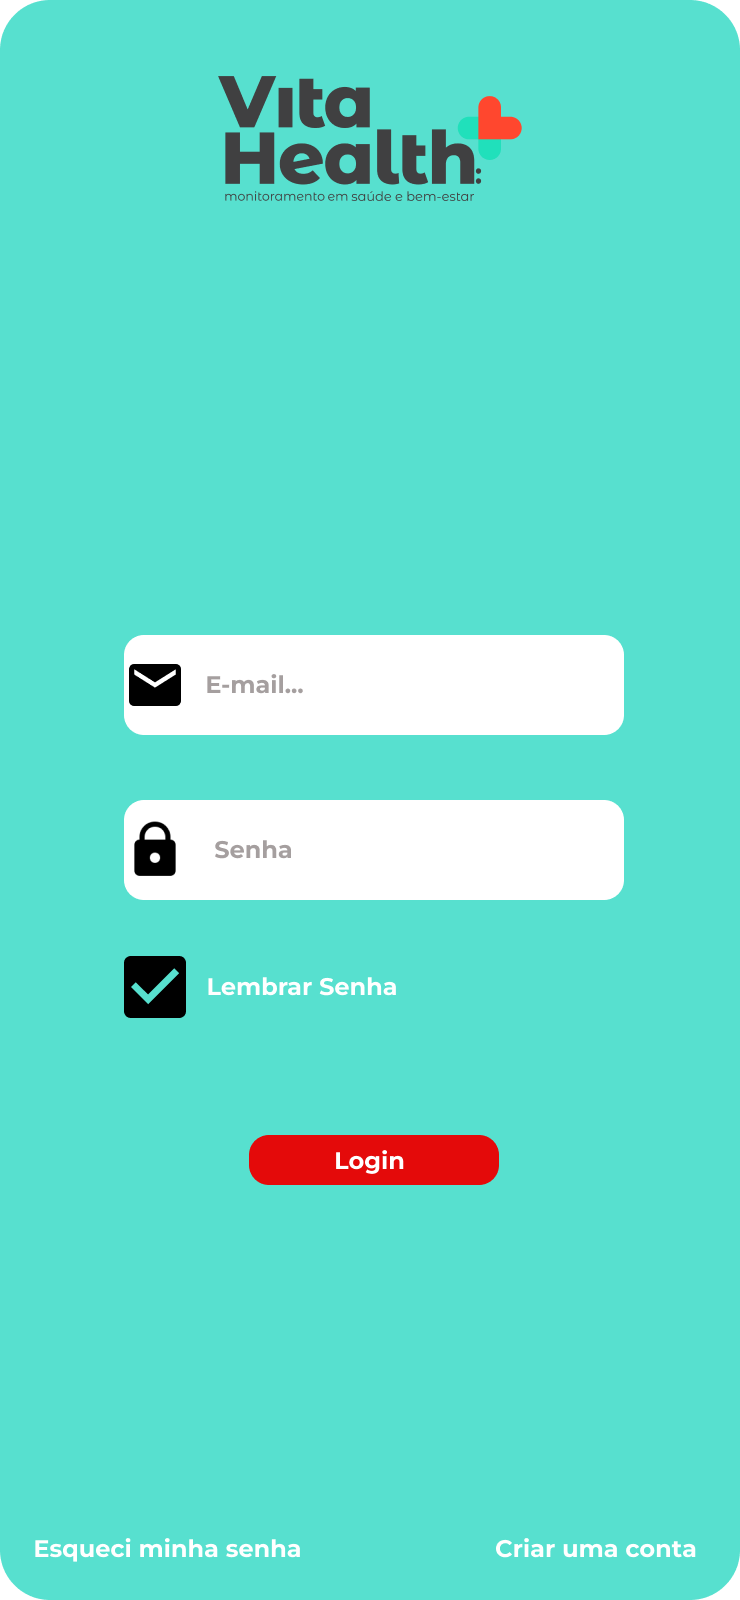 Vita
Health:
monitoramento em saúde e bem-estar
E-mail...
Senha
Lembrar Senha
Login
Esqueci minha senha
Criar uma conta